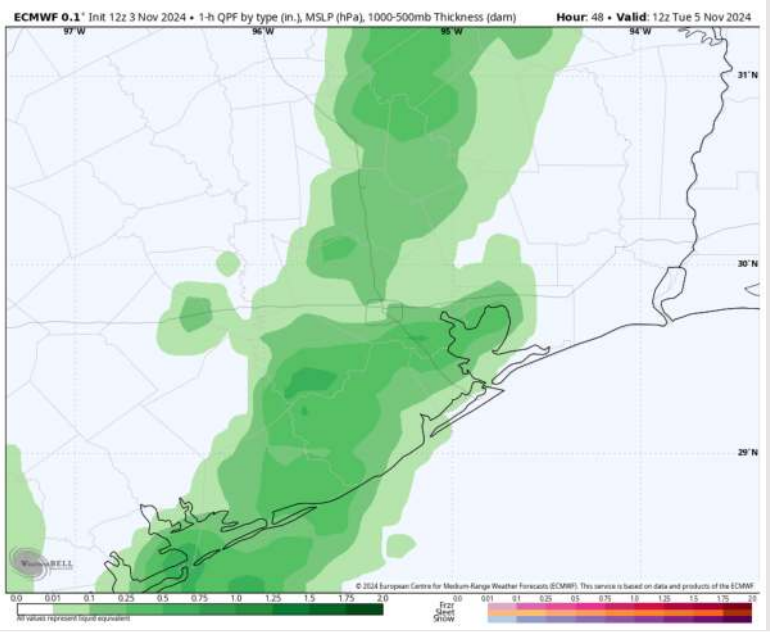 ECMWF 0.1° Init 12z 3 Nov 2024 • 1-h QPF by type (in.), MSLP (hPa), 1000-500mb Thickness (dam) Hour: 48 • Valid: 12z Tue 5 Nov 2024
97°W 96°W 95°W 94°W
31°N
30°N
29°N
WeatherBELL
© 2024 European Centre for Medium-Range Weather Forecasts (ECMWF). This service is based on data and products of the ECMWF
0.0 0.01 0.1 0.25 0.5 0.75 1.0 1.25 1.5 1.75 2.0
0.0 0.01 0.1 0.25 0.5 0.75 1.0 1.25 1.5 1.75 2.0
All values represent liquid equivalent
Frzr
Sleet
Snow